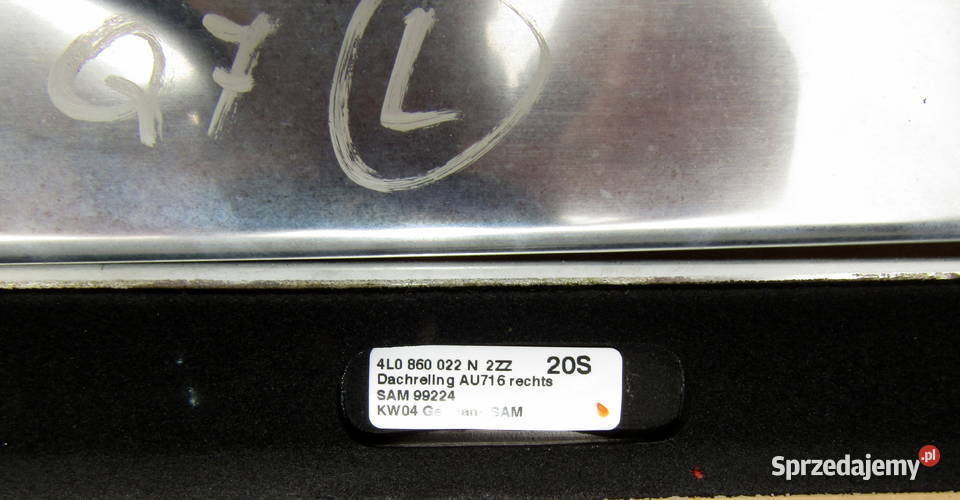 Q7 L
4L0 860 022 N 2ZZ 20S
Dachreling AU716 rechts
SAM 99224
KW04 SAM
Sprzedajemy.pl